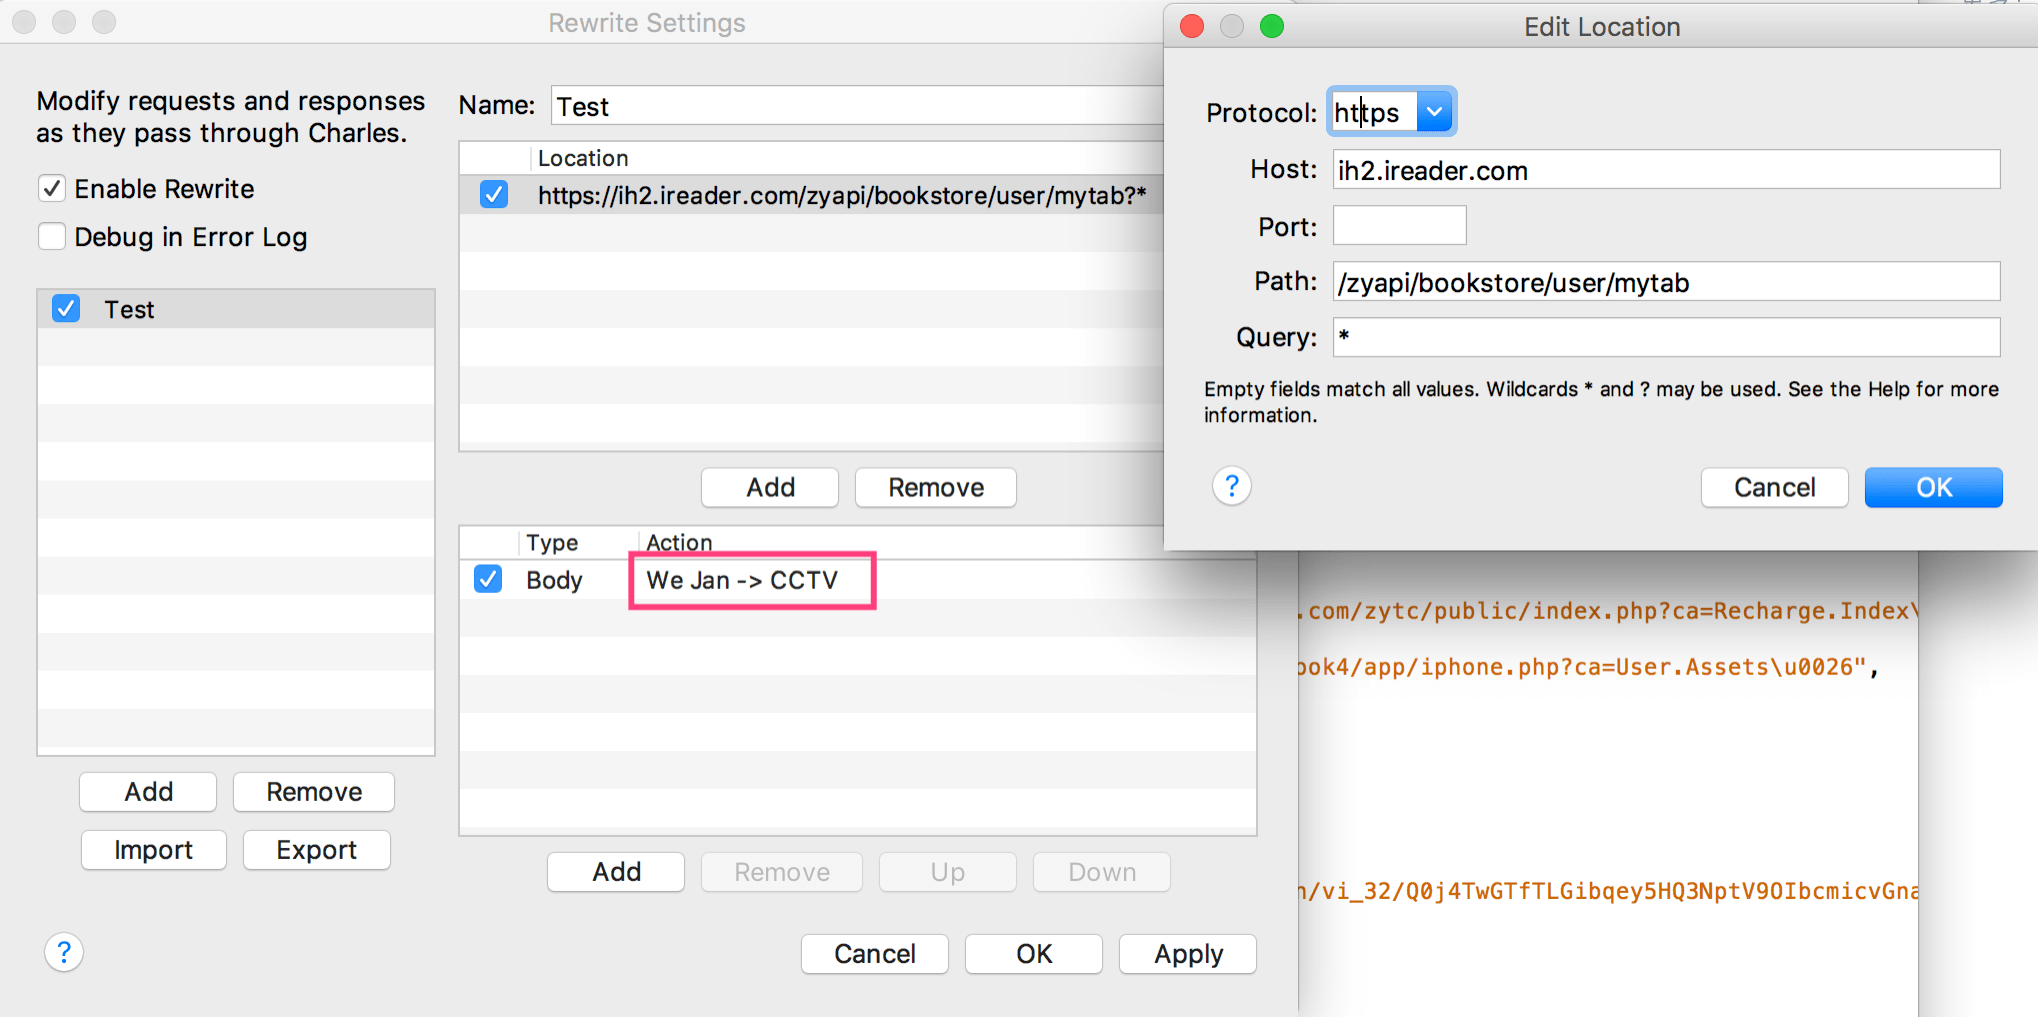 Rewrite Settings
Modify requests and responses
as they pass through Charles.
Enable Rewrite
Debug in Error Log
Test
Add
Remove
Import
Export
Name:
Test
Location
https://ih2.ireader.com/zyapi/bookstore/user/mytab?*
Add
Remove
Type
Action
Body
We Jan -> CCTV
Add
Remove
Up
Down
?
Cancel
OK
Apply
Edit Location
Protocol:
https
Host:
ih2.ireader.com
Port:
Path:
/zyapi/bookstore/user/mytab
Query:
*
Empty fields match all values. Wildcards * and ? may be used. See the Help for more
information.
?
Cancel
OK
.com/zytc/public/index.php?ca=Recharge.Index\
ook4/app/iphone.php?ca=User.Assets\u0026",
/vi_32/Q0j4TwGTfTLGibqey5HQ3NptV9OIbcmicvGna